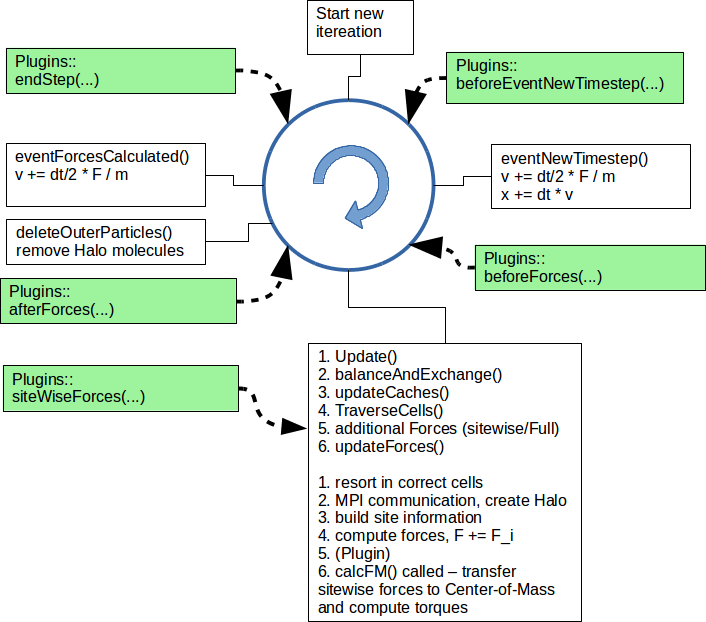 Start new
itereation
Plugins::
endStep(...)
Plugins::
beforeEventNewTimestep(...)
eventForcesCalculated()
v += dt/2 * F / m
eventNewTimestep()
v += dt/2 * F / m
x += dt * v
deleteOuterParticles()
remove Halo molecules
Plugins::
beforeForces(...)
Plugins::
afterForces(...)
Plugins::
siteWiseForces(...)
1. Update()
2. balanceAndExchange()
3. updateCaches()
4. TraverseCells()
5. additional Forces (sitewise/Full)
6. updateForces()
1. resort in correct cells
2. MPI communication, create Halo
3. build site information
4. compute forces, F += F_i
5. (Plugin)
6. calcFM() called – transfer
sitewise forces to Center-of-Mass
and compute torques